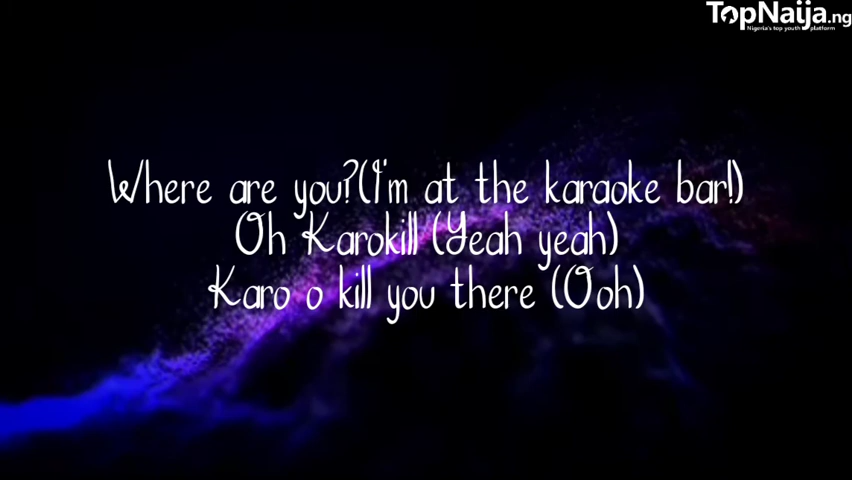 TopNaija.ng
Nigeria's top youth platform
Where are you?(I'm at the karaoke bar!)
Oh Karokill (Yeah yeah)
Karo o kill you there (Ooh)